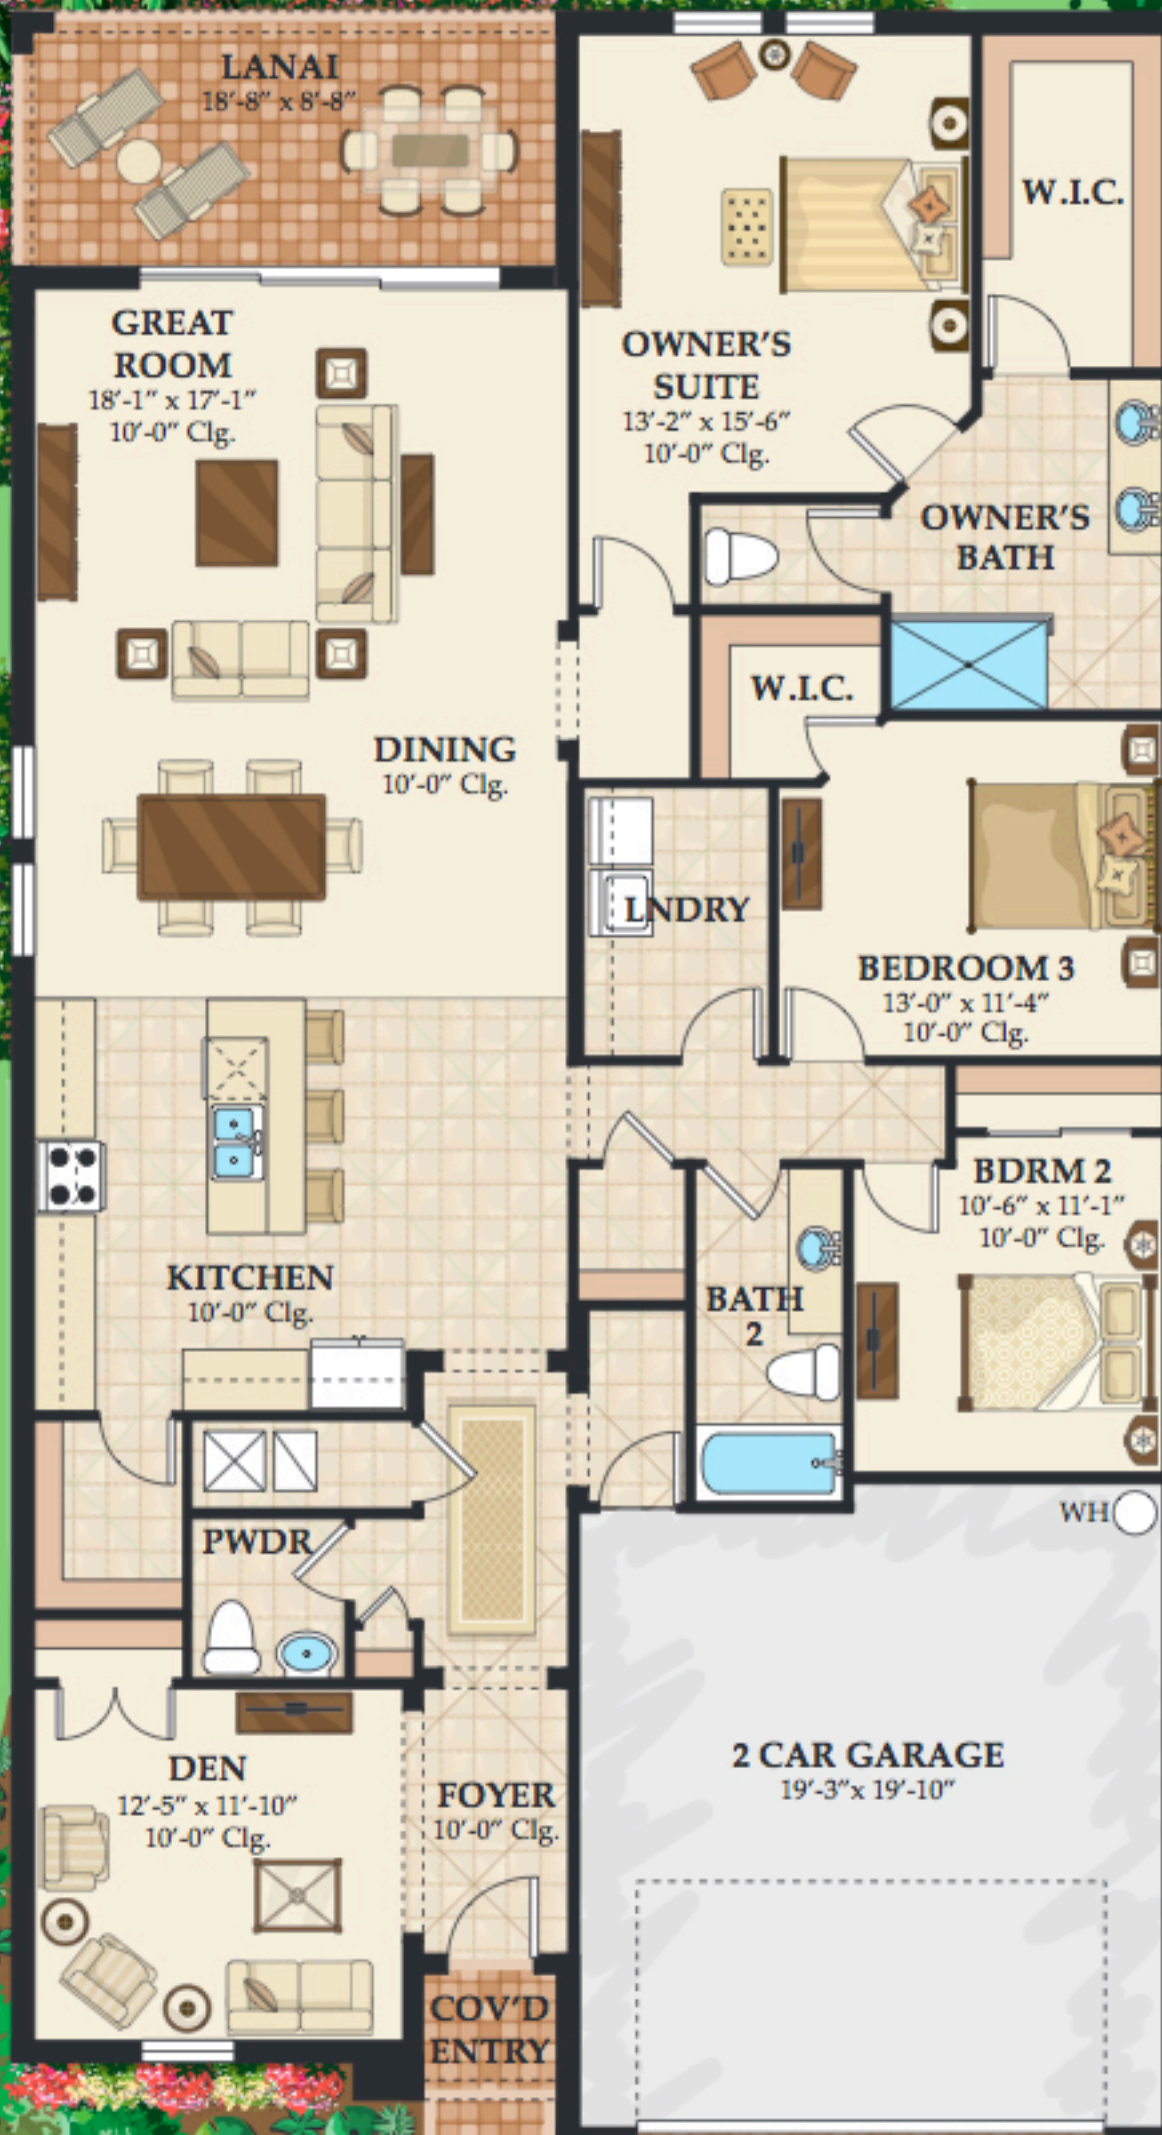 LANAI
18'-8" x 8'-8"
W.I.C.
GREAT
ROOM
18'-1" x 17'-1"
10'-0" Clg.
OWNER'S
SUITE
13'-2" x 15'-6"
10'-0" Clg.
OWNER'S
BATH
W.I.C.
DINING
10'-0" Clg.
LNDRY
BEDROOM 3
13'-0" x 11'-4"
10'-0" Clg.
BDRM 2
10'-6" x 11'-1"
10'-0" Clg.
KITCHEN
10'-0" Clg.
BATH
2
WH
PWDR
2 CAR GARAGE
19'-3"x 19'-10"
DEN
12'-5" x 11'-10"
10'-0" Clg.
FOYER
10'-0" Clg.
COV'D
ENTRY